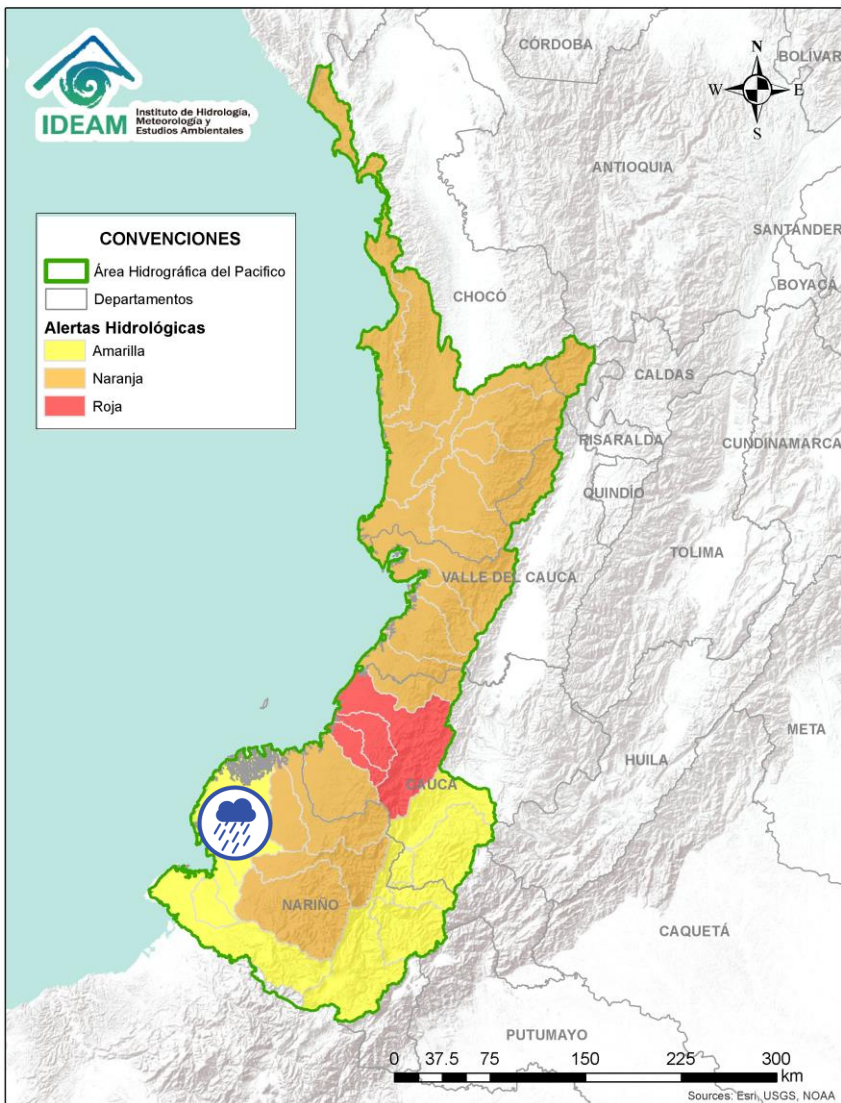 IDEAM
Instituto de Hidrología,
Meteorología y
Estudios Ambientales
CÓRDOBA
BOLÍVAR
N
W
E
S
ANTIOQUIA
SANTANDER
BOYACÁ
CONVENCIONES
Área Hidrográfica del Pacifico
Departamentos
Alertas Hidrológicas
Amarilla
Naranja
Roja
CHOCÓ
CALDAS
RISARALDA
CUNDINAMARCA
QUINDÍO
TOLIMA
VALLE DEL CAUCA
META
HUILA
CAUCA
NARIÑO
CAQUETÁ
PUTUMAYO
0 37.5 75 150 225 300
km
Sources: Esri, USGS, NOAA